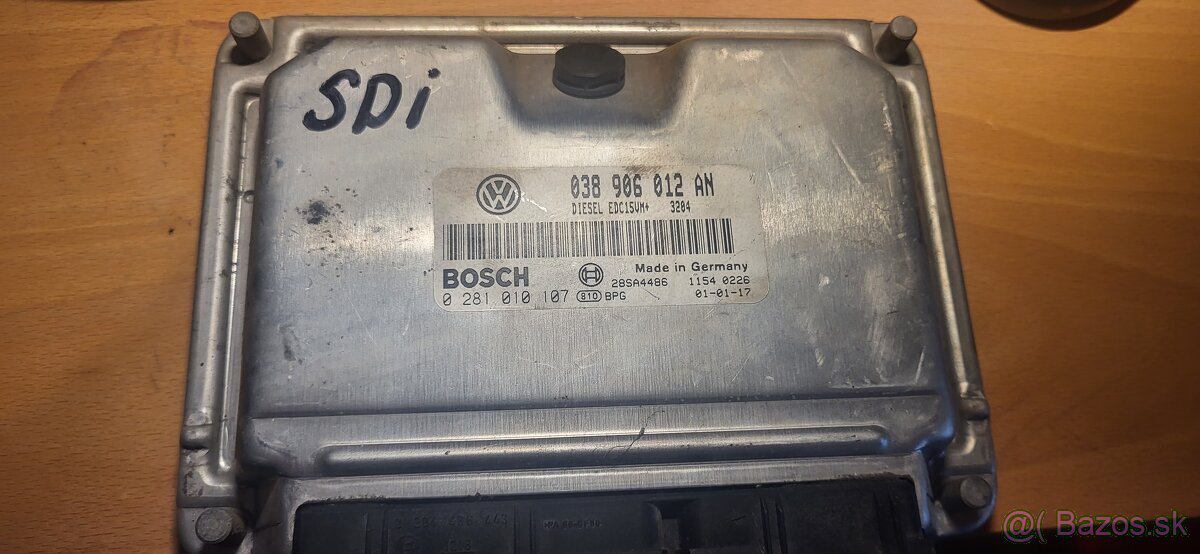 SDi
038 906 012 AN
DIESEL EDC15VM+ 3204
BOSCH Made in Germany
28SA4486 1154 0226
0 281 010 107 810 BPG 01-01-17
@( Bazos.sk